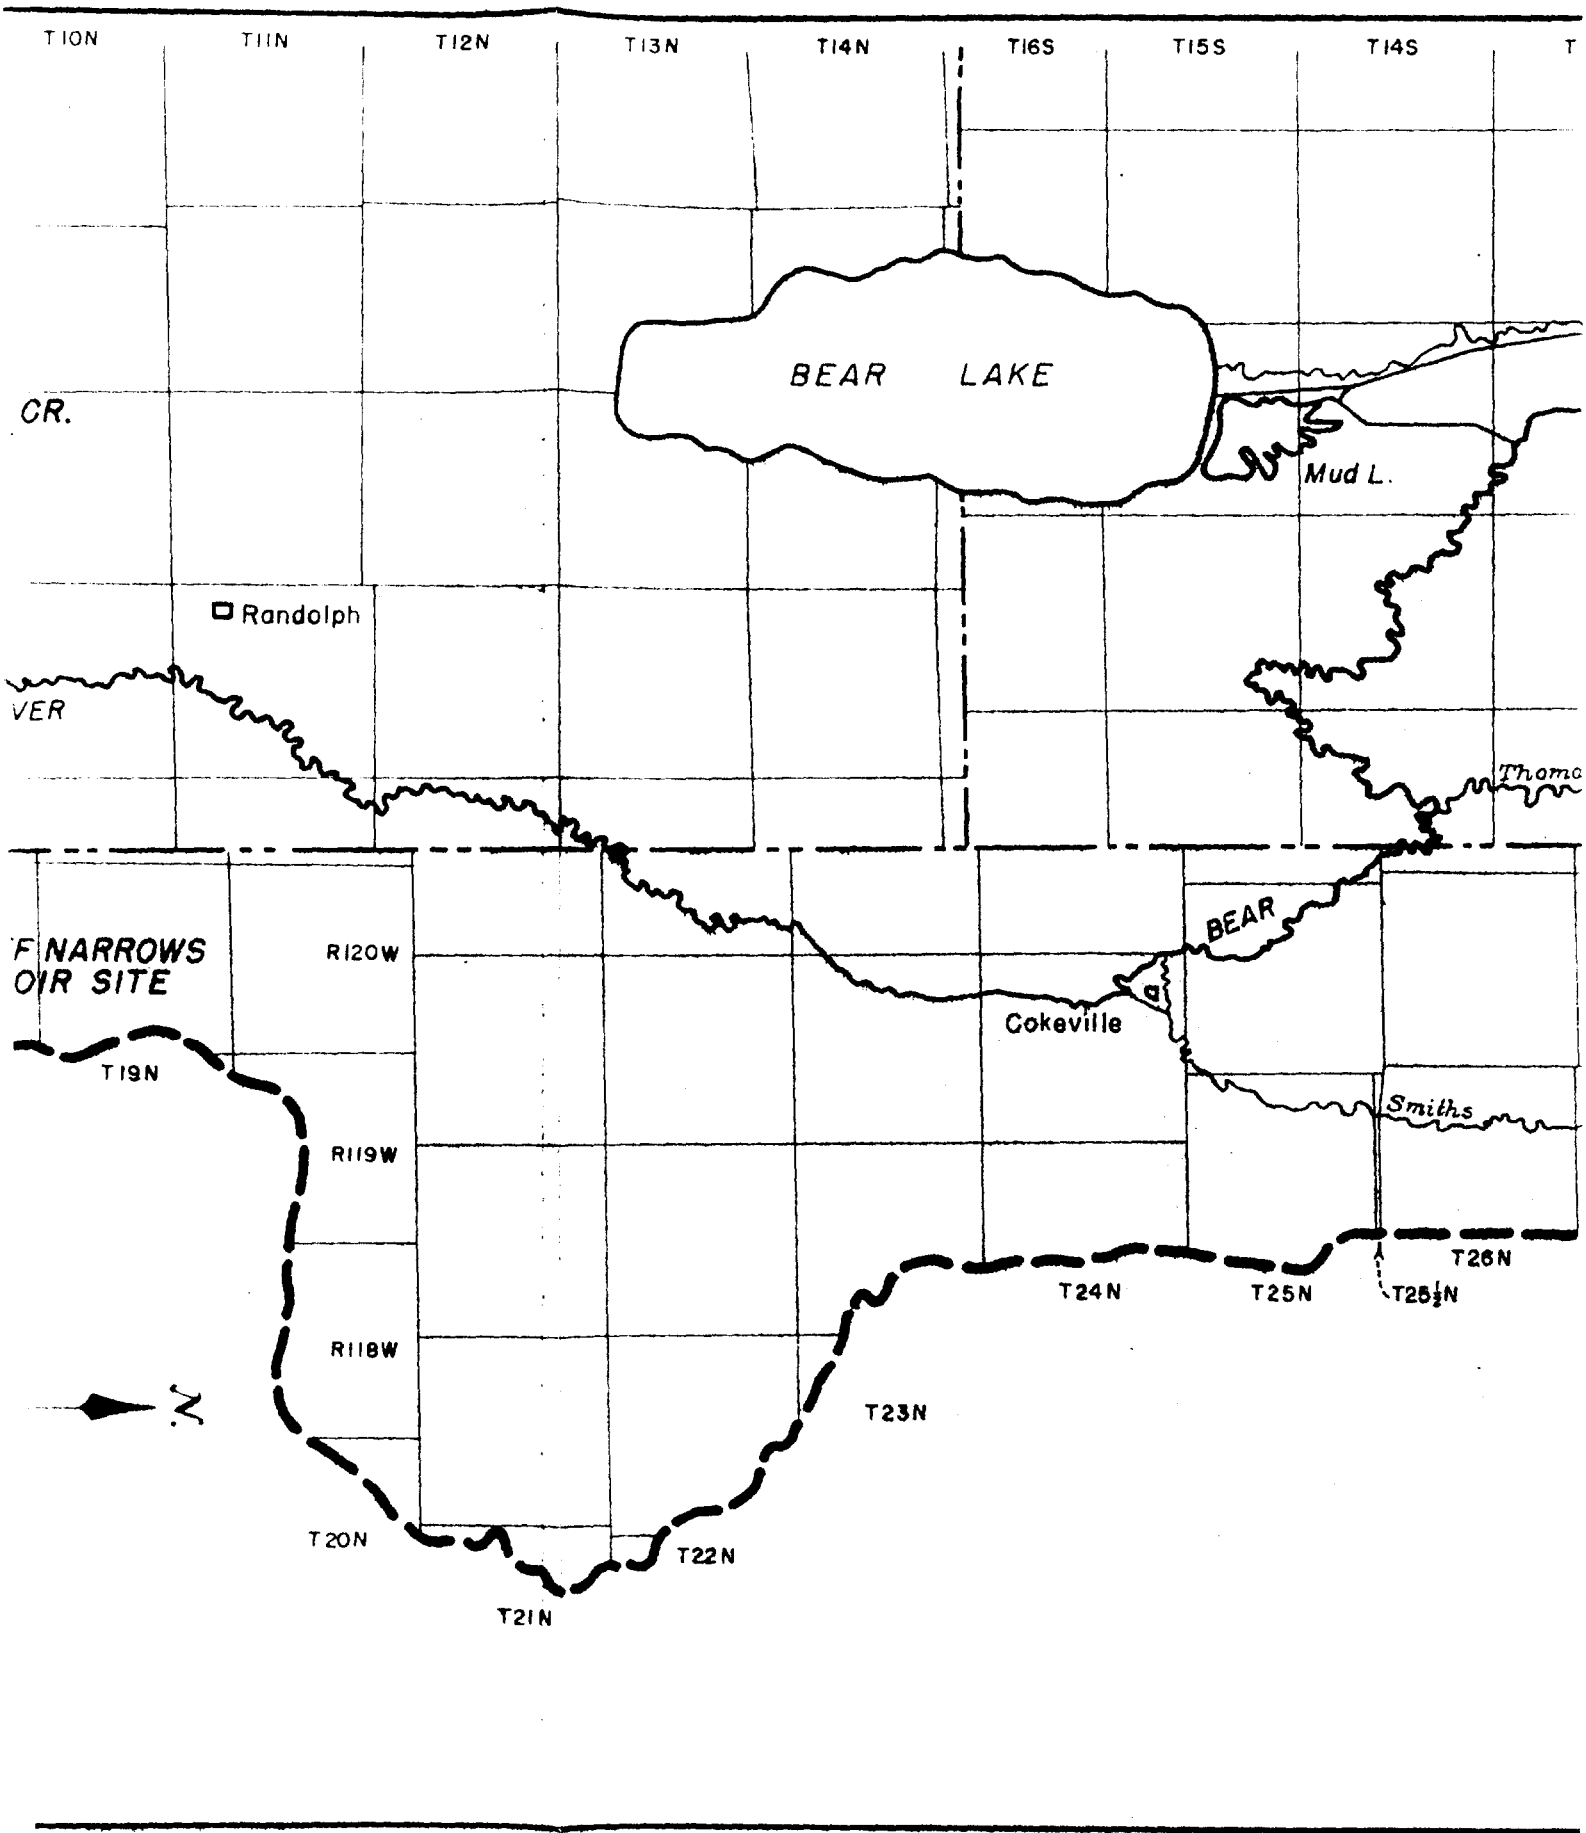 T10N
T11N
T12N
T13N
T14N
T16S
T15S
T14S
T
BEAR LAKE
CR.
Mud L.
Randolph
VER
Thoma
BEAR
F NARROWS
OIR SITE
R120W
a
Cokeville
T19N
Smiths
R119W
T26N
T24N
T25N
T25½N
R118W
N.
T23N
T20N
T22N
T21N